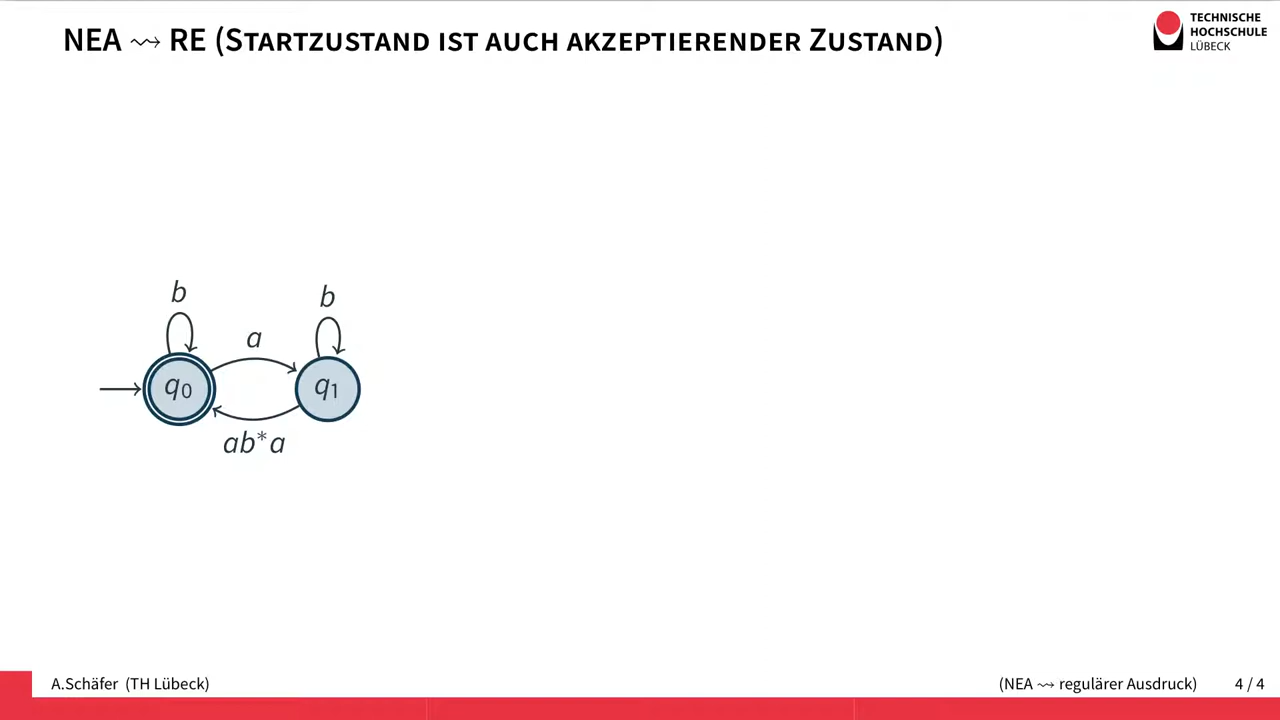 NEA ⇝ RE (Startzustand ist auch akzeptierender Zustand)
TECHNISCHE
HOCHSCHULE
LÜBECK
b
b
a
q0
q1
ab*a
A.Schäfer (TH Lübeck)
(NEA ⇝ regulärer Ausdruck)
4 / 4